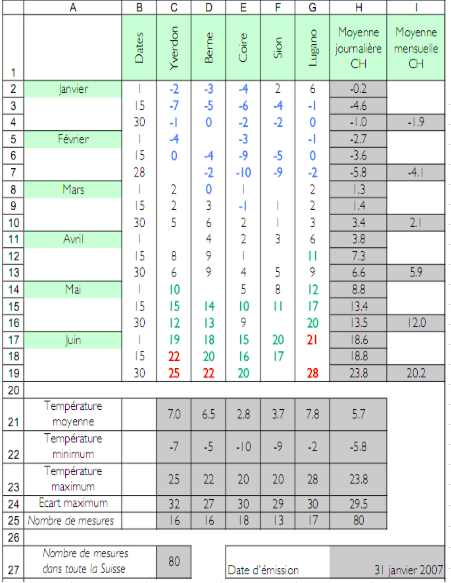 A B C D E F G H I
1 Dates Yverdon Berne Coire Sion Lugano Moyenne journalière CH Moyenne mensuelle CH
2 Janvier 1 -2 -3 -4 2 6 -0.2
3 15 -7 -5 -6 -4 -1 -4.6
4 30 -1 0 -2 -2 0 -1.0 -1.9
5 Février 1 -4 -3 -1 -2.7
6 15 0 -4 -9 -5 0 -3.6
7 28 -2 -10 -9 -2 -5.8 -4.1
8 Mars 1 2 0 1 2 1.3
9 15 2 3 -1 1 2 1.4
10 30 5 6 2 1 3 3.4 2.1
11 Avril 1 4 2 3 6 3.8
12 15 8 9 1 11 7.3
13 30 6 9 4 5 9 6.6 5.9
14 Mai 1 10 5 8 12 8.8
15 15 15 14 10 11 17 13.4
16 30 12 13 9 20 13.5 12.0
17 Juin 1 19 18 15 20 21 18.6
18 15 22 20 16 17 18.8
19 30 25 22 20 28 23.8 20.2
20
21 Température moyenne 7.0 6.5 2.8 3.7 7.8 5.7
22 Température minimum -7 -5 -10 -9 -2 -5.8
23 Température maximum 25 22 20 20 28 23.8
24 Ecart maximum 32 27 30 29 30 29.5
25 Nombre de mesures 16 16 18 13 17 80
26
27 Nombre de mesures dans toute la Suisse 80 Date d'émission 31 janvier 2007